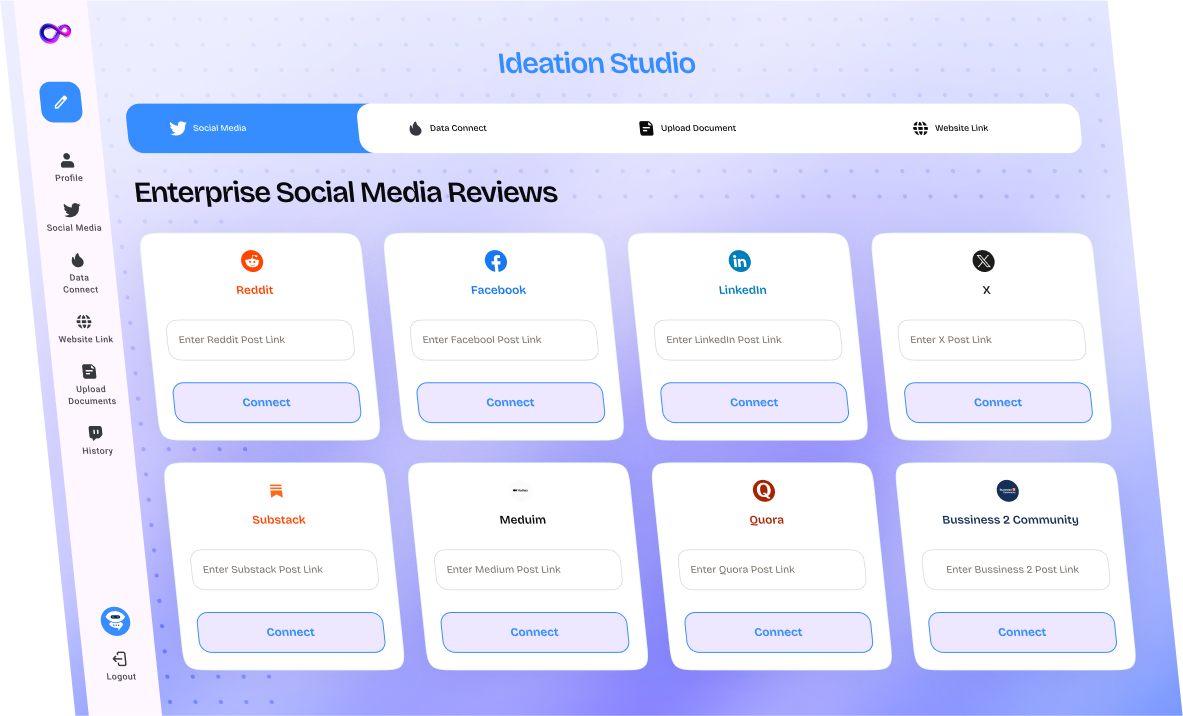 Ideation Studio
Social Media
Data Connect
Upload Document
Website Link
Profile
Social Media
Data
Connect
Website Link
Upload
Documents
History
Logout
Enterprise Social Media Reviews
Reddit
Enter Reddit Post Link
Connect
Facebook
Enter Facebool Post Link
Connect
LinkedIn
Enter LinkedIn Post Link
Connect
X
Enter X Post Link
Connect
Substack
Enter Substack Post Link
Connect
Meduim
Enter Medium Post Link
Connect
Quora
Enter Quora Post Link
Connect
Bussiness 2 Community
Enter Bussiness 2 Post Link
Connect